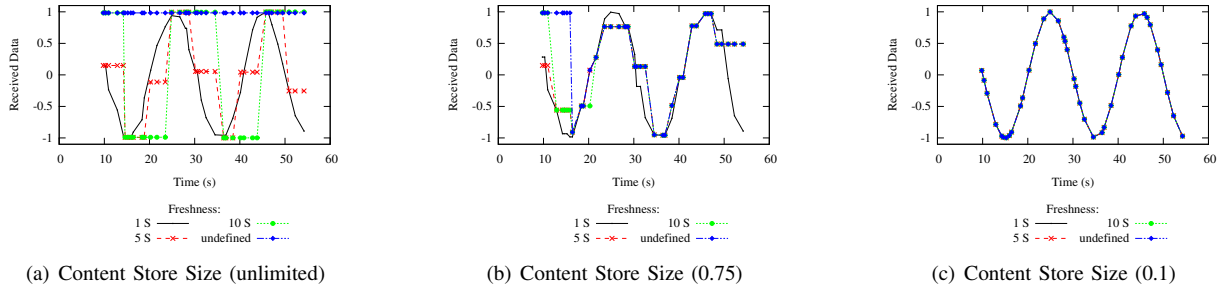 Received Data
1
0.5
0
-0.5
-1
0 10 20 30 40 50 60
Time (s)
Freshness:
1 S 10 S
5 S undefined
(a) Content Store Size (unlimited)
Received Data
1
0.5
0
-0.5
-1
0 10 20 30 40 50 60
Time (s)
Freshness:
1 S 10 S
5 S undefined
(b) Content Store Size (0.75)
Received Data
1
0.5
0
-0.5
-1
0 10 20 30 40 50 60
Time (s)
Freshness:
1 S 10 S
5 S undefined
(c) Content Store Size (0.1)